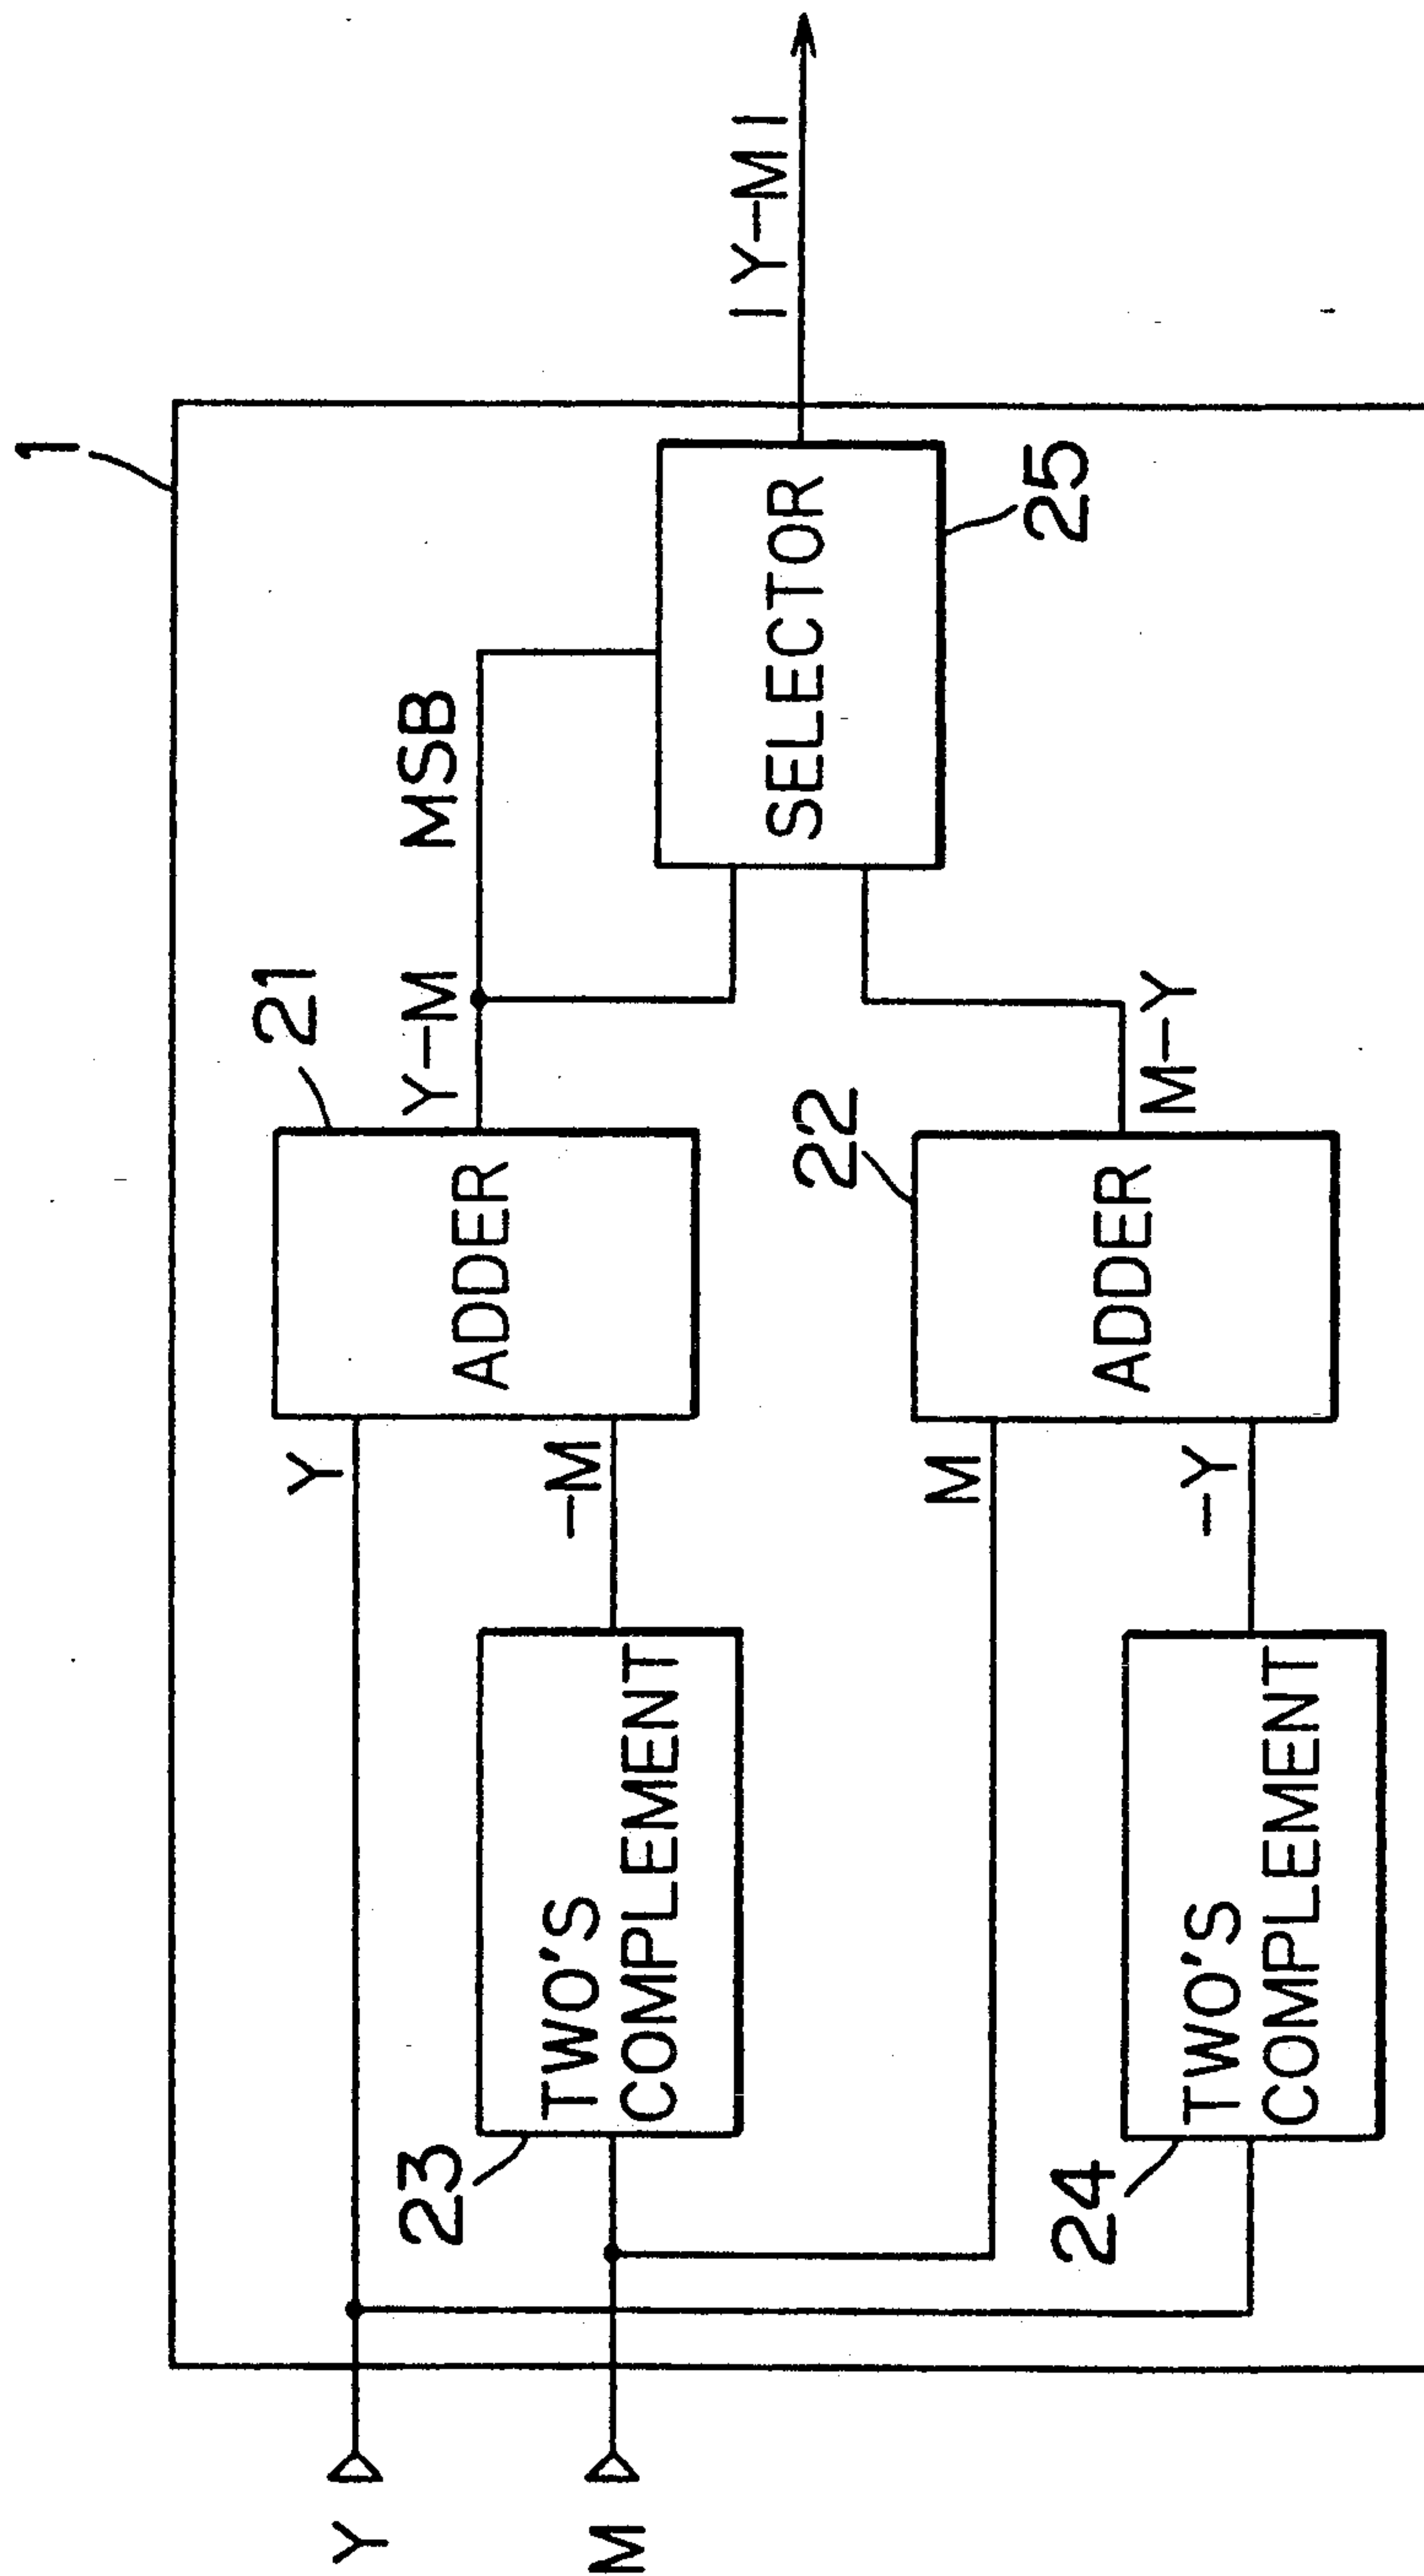 1
Y
M
Y
23
TWO'S
COMPLEMENT
-M
21
ADDER
Y-M
MSB
SELECTOR
25
|Y-M|
M
24
TWO'S
COMPLEMENT
-Y
22
ADDER
M-Y